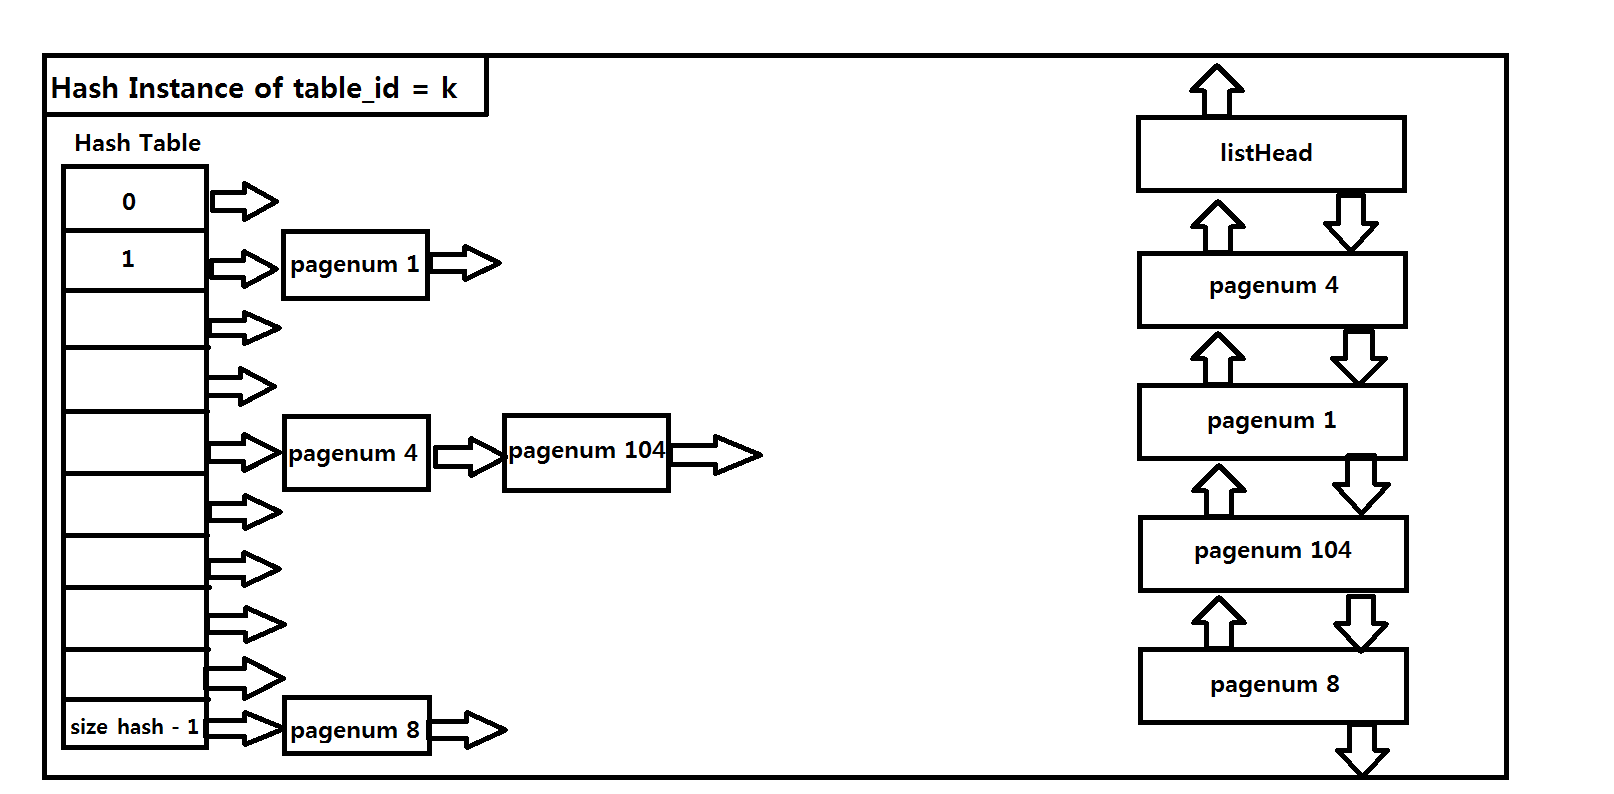 Hash Instance of table_id = k
Hash Table
0
1
pagenum 1
pagenum 4
pagenum 104
size hash - 1
pagenum 8
listHead
pagenum 4
pagenum 1
pagenum 104
pagenum 8